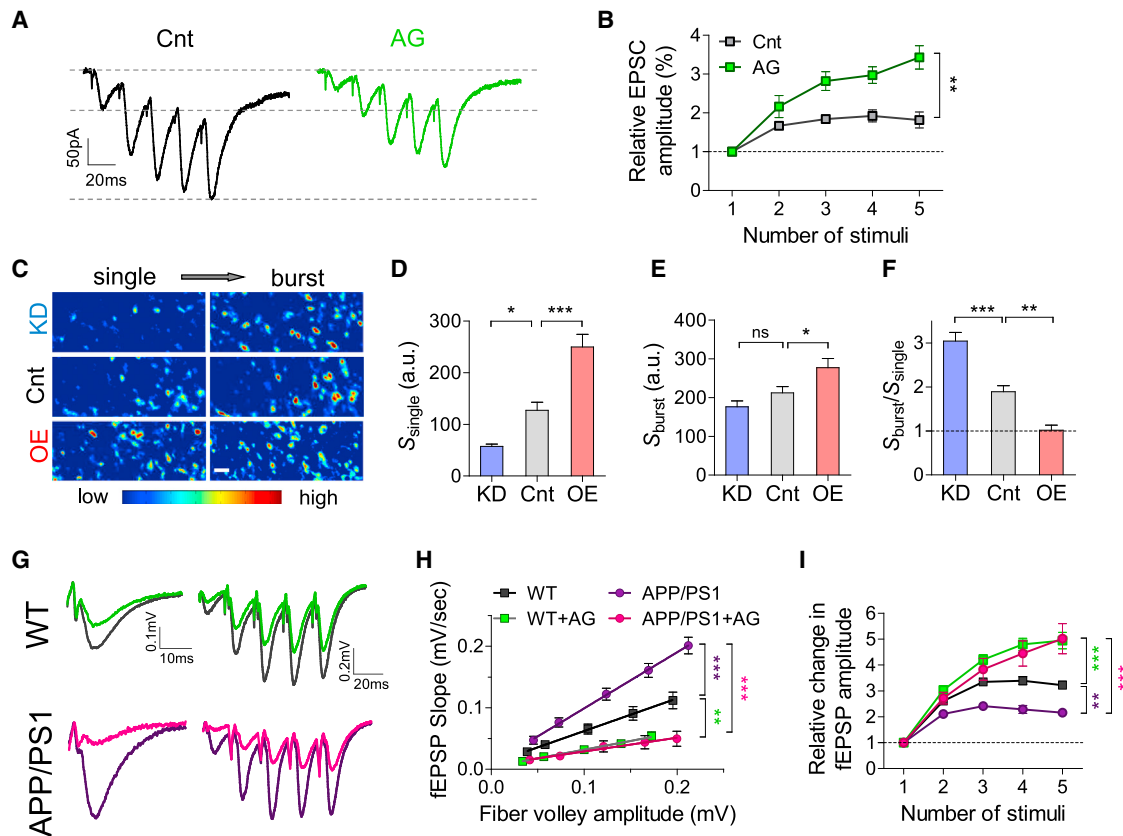 A
Cnt
AG
50pA
20ms
B
Cnt
AG
Relative EPSC
amplitude (%)
4
3
2
1
0
**
1 2 3 4 5
Number of stimuli
C
single
burst
KD
Cnt
OE
low
high
D
* ***
S single (a.u.)
300
200
100
0
KD Cnt OE
E
ns *
S burst (a.u.)
400
300
200
100
0
KD Cnt OE
F
*** **
S burst/S single
3
2
1
0
KD Cnt OE
G
WT
0.1mV
10ms
0.2mV
20ms
APP/PS1
H
WT
APP/PS1
WT+AG
APP/PS1+AG
fEPSP Slope (mV/sec)
0.2
0.1
0.0
***
**
***
0.0 0.1 0.2
Fiber volley amplitude (mV)
I
Relative change in
fEPSP amplitude
6
5
4
3
2
1
0
***
**
***
1 2 3 4 5
Number of stimuli